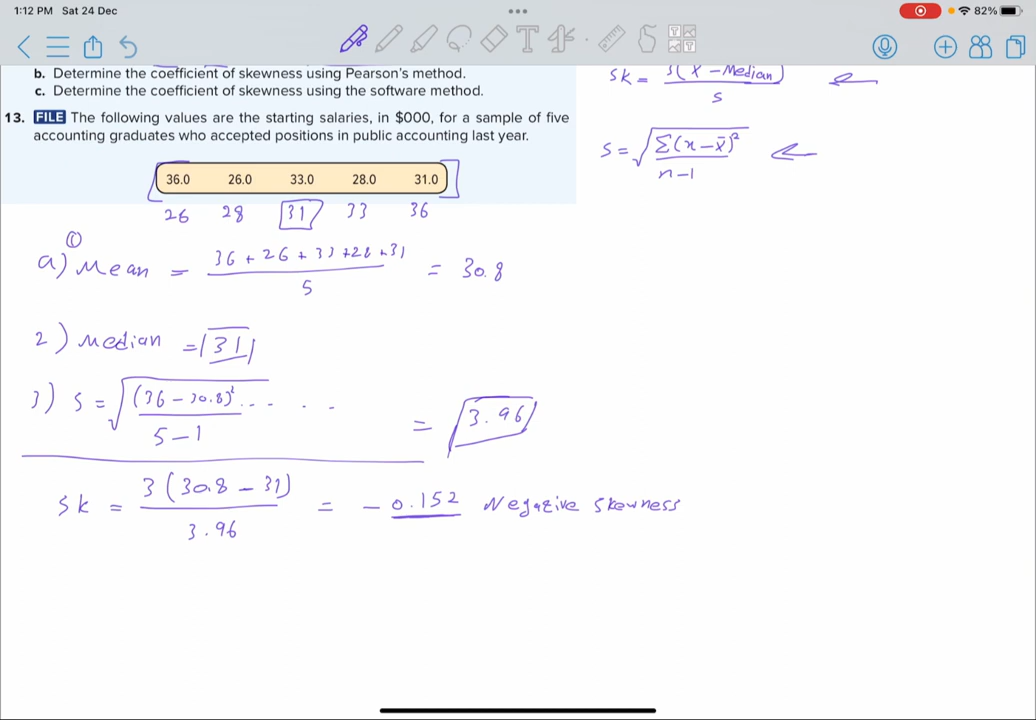 1:12 PM Sat 24 Dec
82%
b. Determine the coefficient of skewness using Pearson's method.
c. Determine the coefficient of skewness using the software method.
13. FILE The following values are the starting salaries, in $000, for a sample of five
accounting graduates who accepted positions in public accounting last year.
36.0 26.0 33.0 28.0 31.0
26 28 31 33 36
Sk = 3(X - Median)
s
s = √Σ(x - x̄)²
n-1
①
a) Mean = 36 + 26 + 33 + 28 + 31 = 30.8
5
2) Median = 31
3) s = √(36 - 30.8)² ... . . . = 3.96
5-1
Sk = 3 (30.8 - 31) = - 0.152 Negative Skewness
3.96